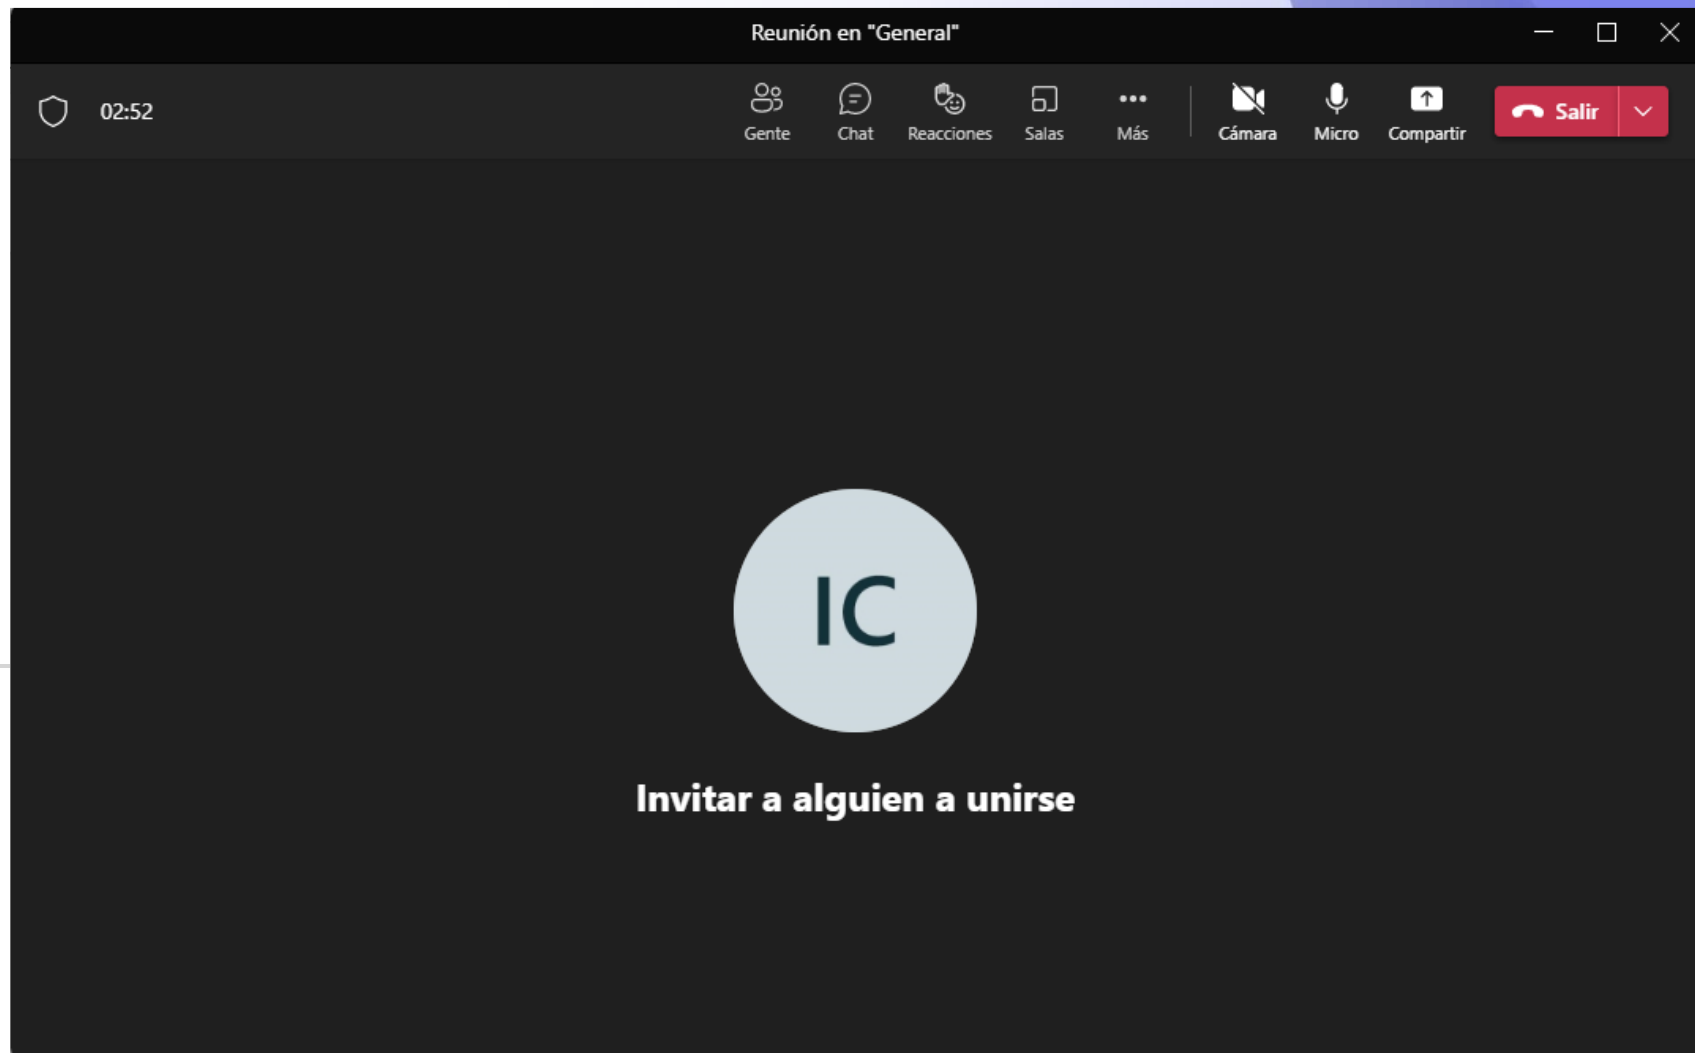 Reunión en "General"
02:52
Gente Chat Reacciones Salas Más Cámara Micro Compartir Salir
IC
Invitar a alguien a unirse